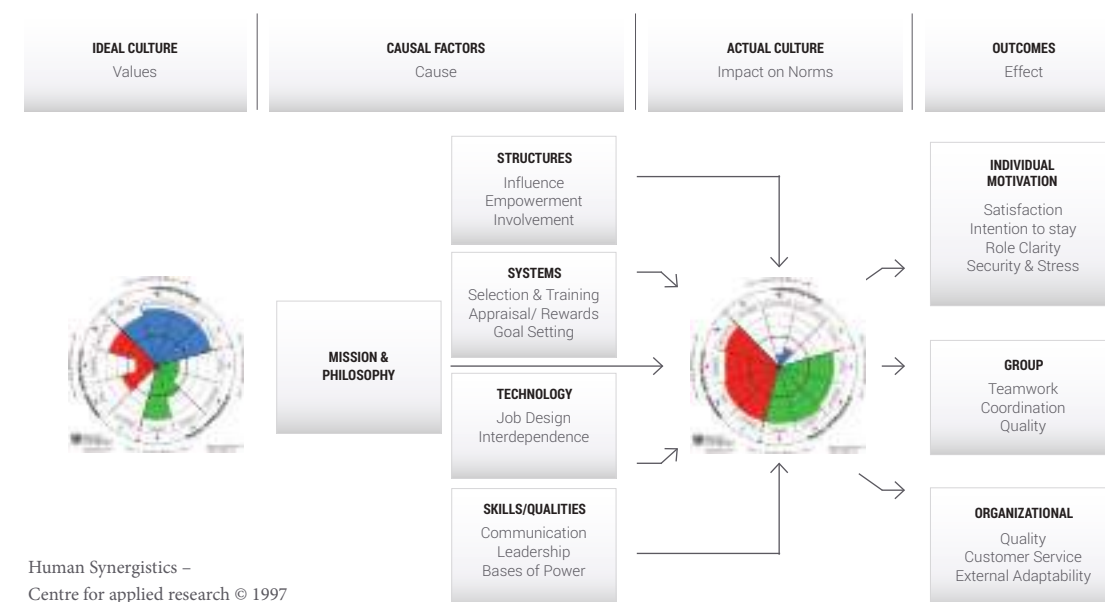 IDEAL CULTURE
Values
CAUSAL FACTORS
Cause
ACTUAL CULTURE
Impact on Norms
OUTCOMES
Effect
STRUCTURES
Influence
Empowerment
Involvement
SYSTEMS
Selection & Training
Appraisal/ Rewards
Goal Setting
MISSION &
PHILOSOPHY
TECHNOLOGY
Job Design
Interdependence
SKILLS/QUALITIES
Communication
Leadership
Bases of Power
INDIVIDUAL
MOTIVATION
Satisfaction
Intention to stay
Role Clarity
Security & Stress
GROUP
Teamwork
Coordination
Quality
ORGANIZATIONAL
Quality
Customer Service
External Adaptability
Human Synergistics –
Centre for applied research © 1997